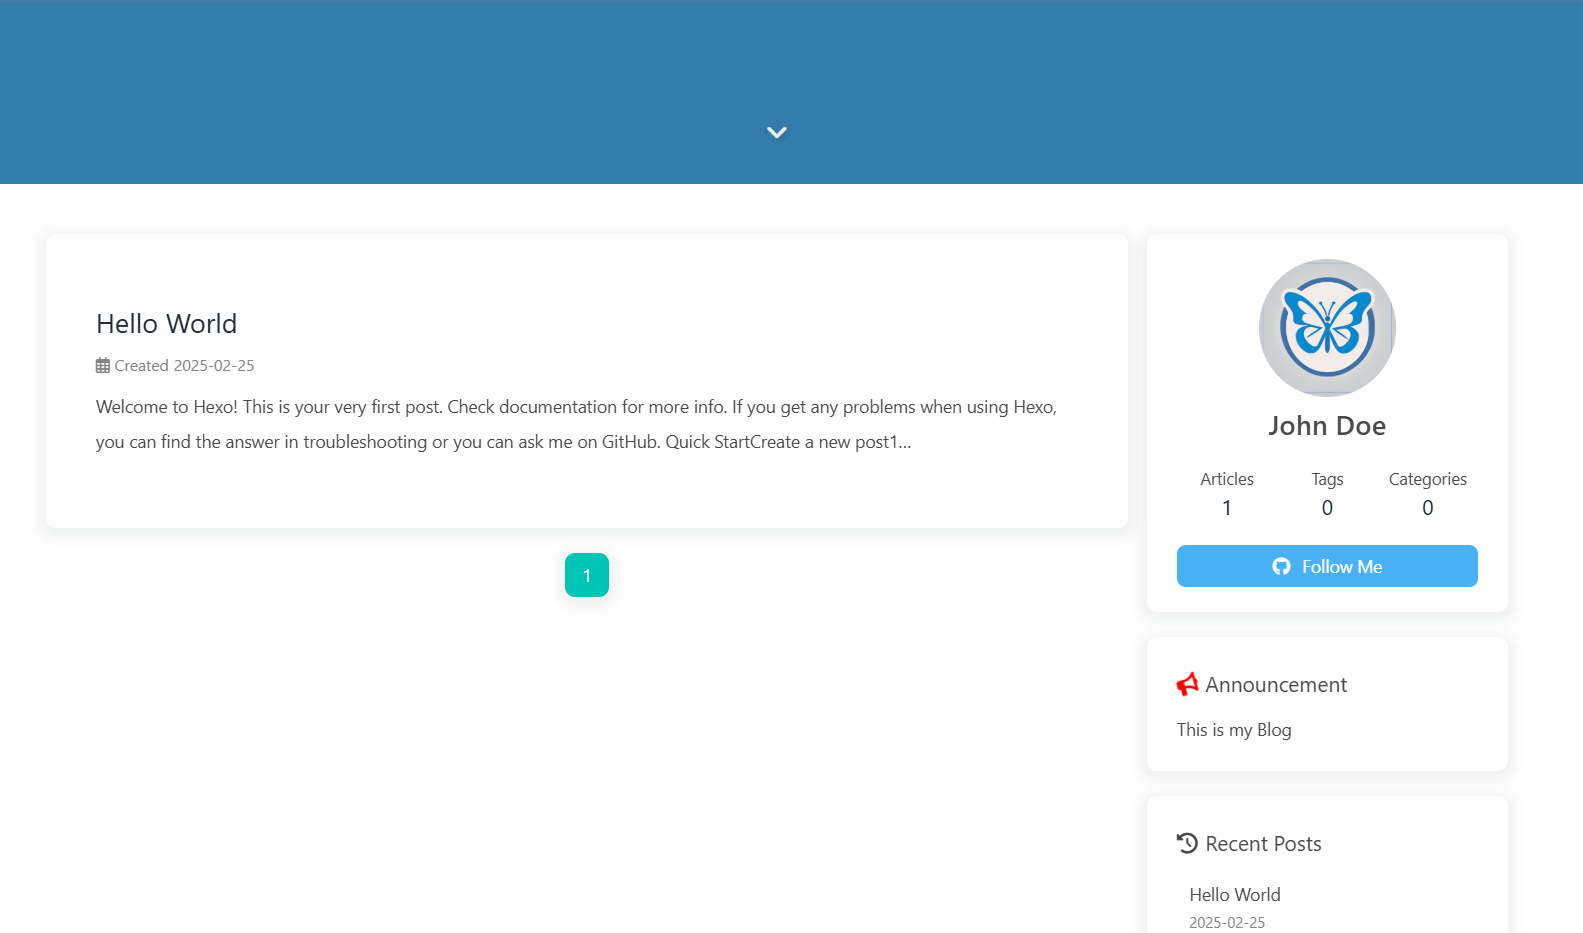 Hello World
Created 2025-02-25
Welcome to Hexo! This is your very first post. Check documentation for more info. If you get any problems when using Hexo,
you can find the answer in troubleshooting or you can ask me on GitHub. Quick StartCreate a new post1...
1
John Doe
Articles Tags Categories
1 0 0
Follow Me
Announcement
This is my Blog
Recent Posts
Hello World
2025-02-25